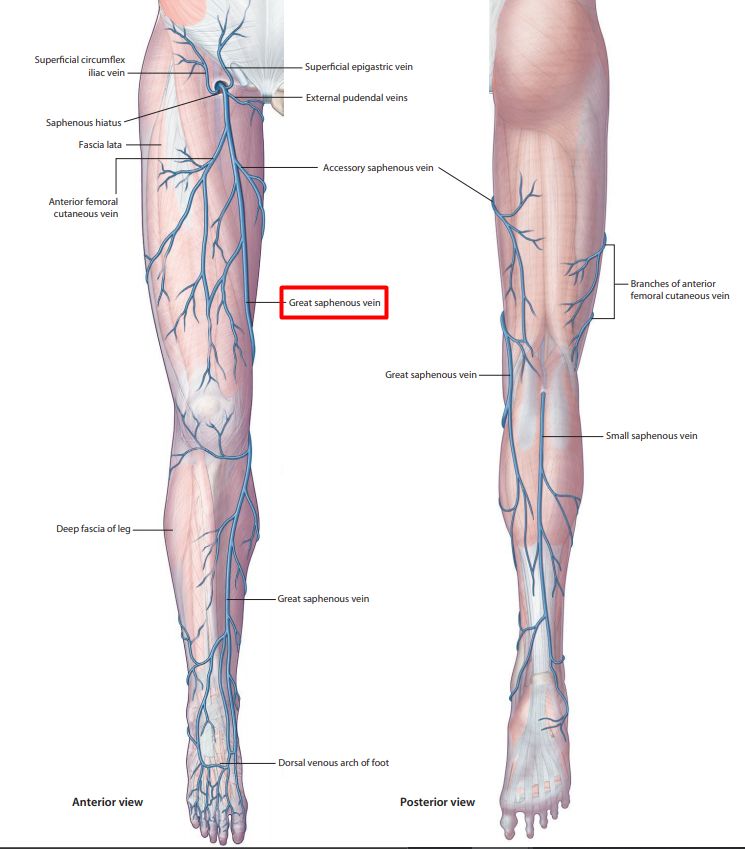 Superficial circumflex
iliac vein
Superficial epigastric vein
External pudendal veins
Saphenous hiatus
Fascia lata
Accessory saphenous vein
Anterior femoral
cutaneous vein
Branches of anterior
femoral cutaneous vein
Great saphenous vein
Great saphenous vein
Small saphenous vein
Deep fascia of leg
Great saphenous vein
Dorsal venous arch of foot
Anterior view
Posterior view